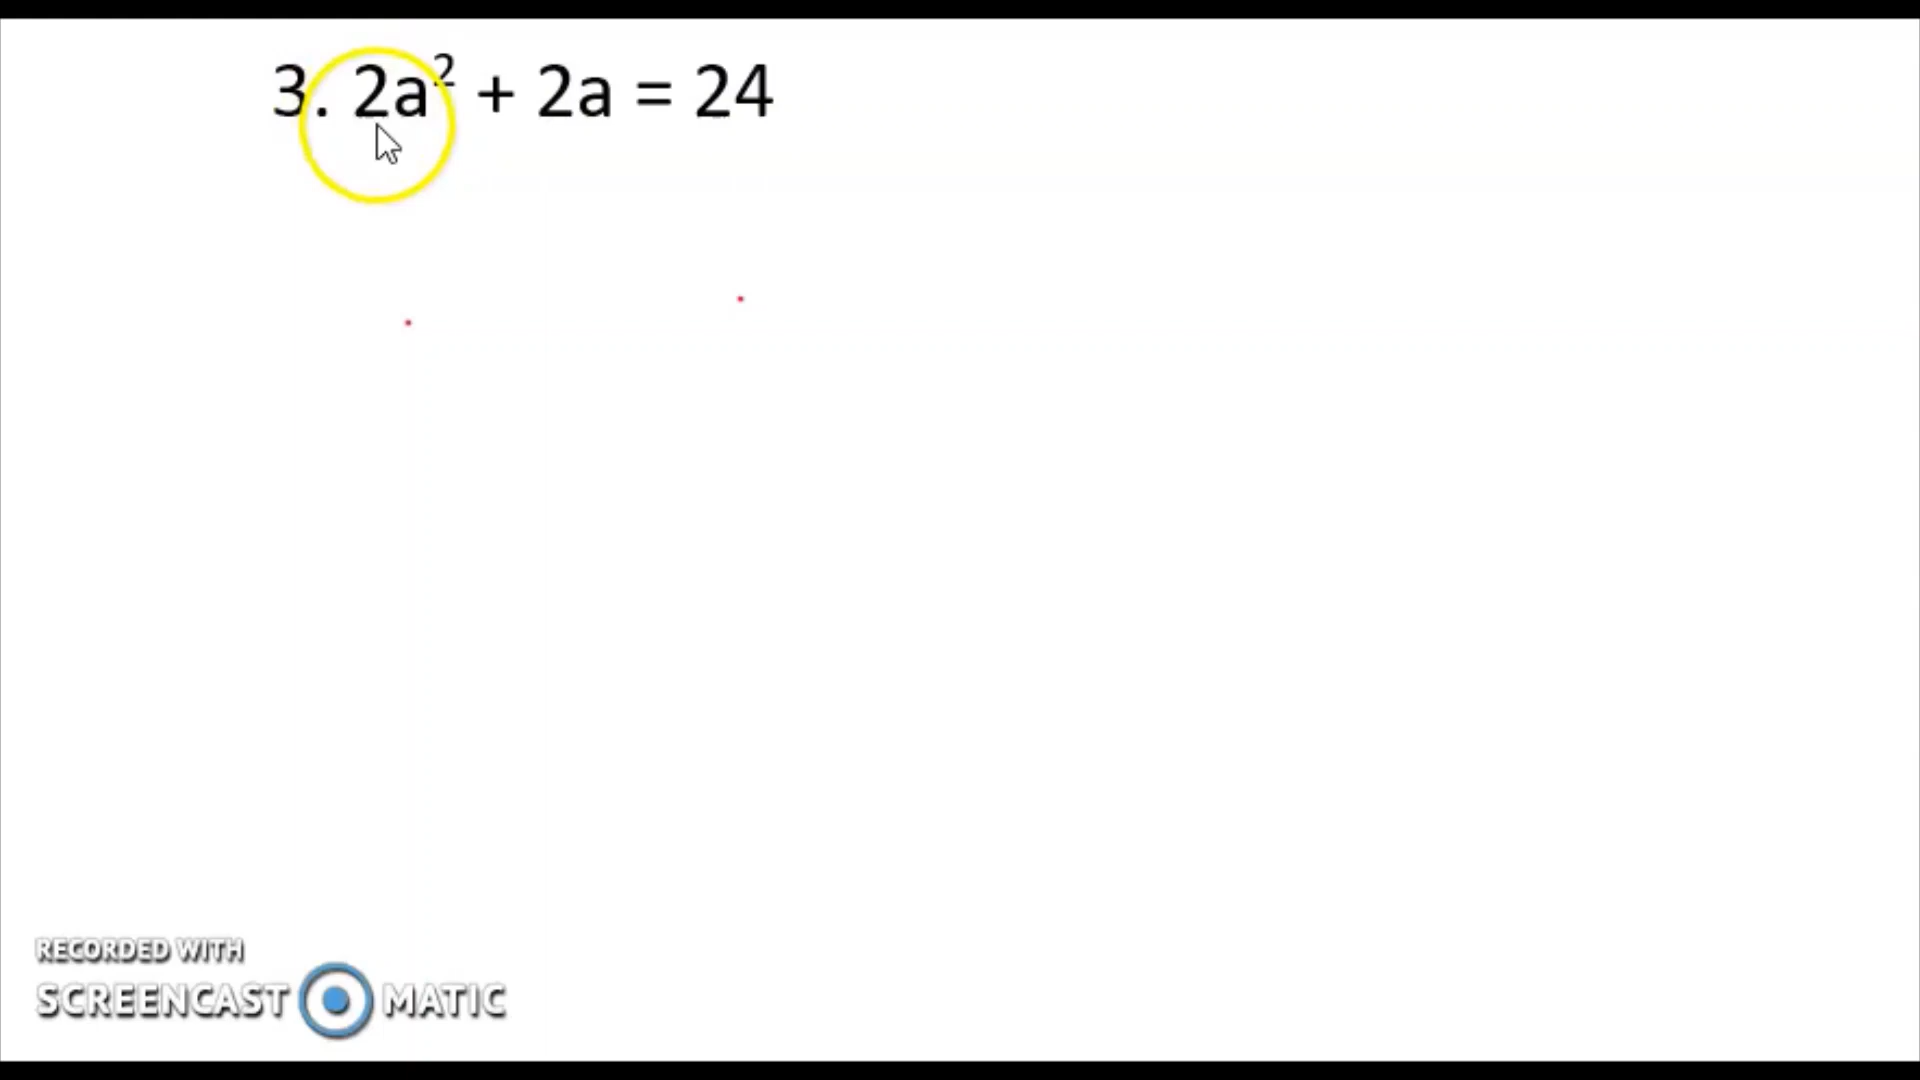 3. 2a² + 2a = 24
RECORDED WITH
SCREENCAST MATIC